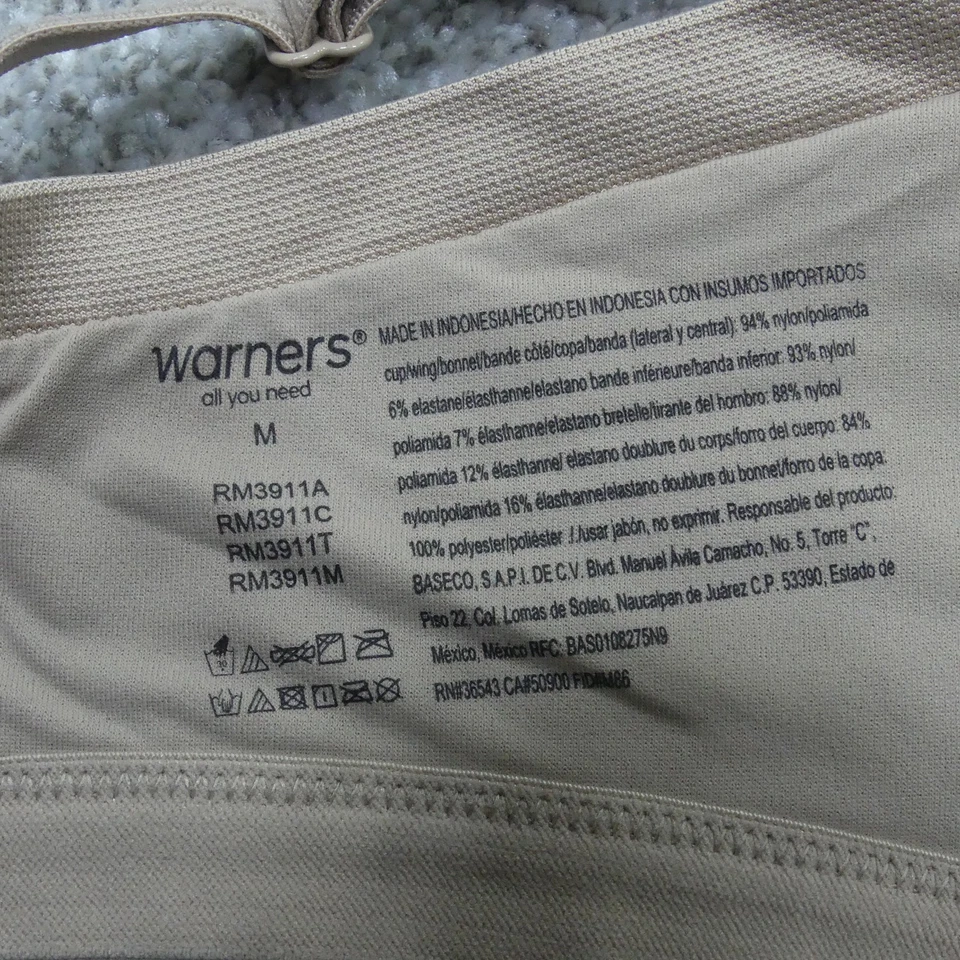 warners®
all you need
M
RM3911A
RM3911C
RM3911T
RM3911M
MADE IN INDONESIA/HECHO EN INDONESIA CON INSUMOS IMPORTADOS
cup/wing/bonnet/bande côté/copa/banda (lateral y central): 94% nylon/poliamida
6% elastane/élasthanne/elastano bande inférieure/banda inferior: 93% nylon/
poliamida 7% élasthanne/elastano bretelle/tirante del hombro: 88% nylon/
poliamida 12% élasthanne/ elastano doublure du corps/forro del cuerpo: 84%
nylon/poliamida 16% élasthanne/elastano doublure du bonnet/forro de la copa:
100% polyester/poliéster ./usar jabón, no exprimir. Responsable del producto:
BASECO, S.A.P.I. DE C.V. Blvd. Manuel Ávila Camacho, No. 5, Torre "C",
Piso 22, Col. Lomas de Sotelo, Naucalpan de Juárez C.P. 53390, Estado de
México, México RFC: BAS0108275N9
RN#36543 CA#50900 FID#M86